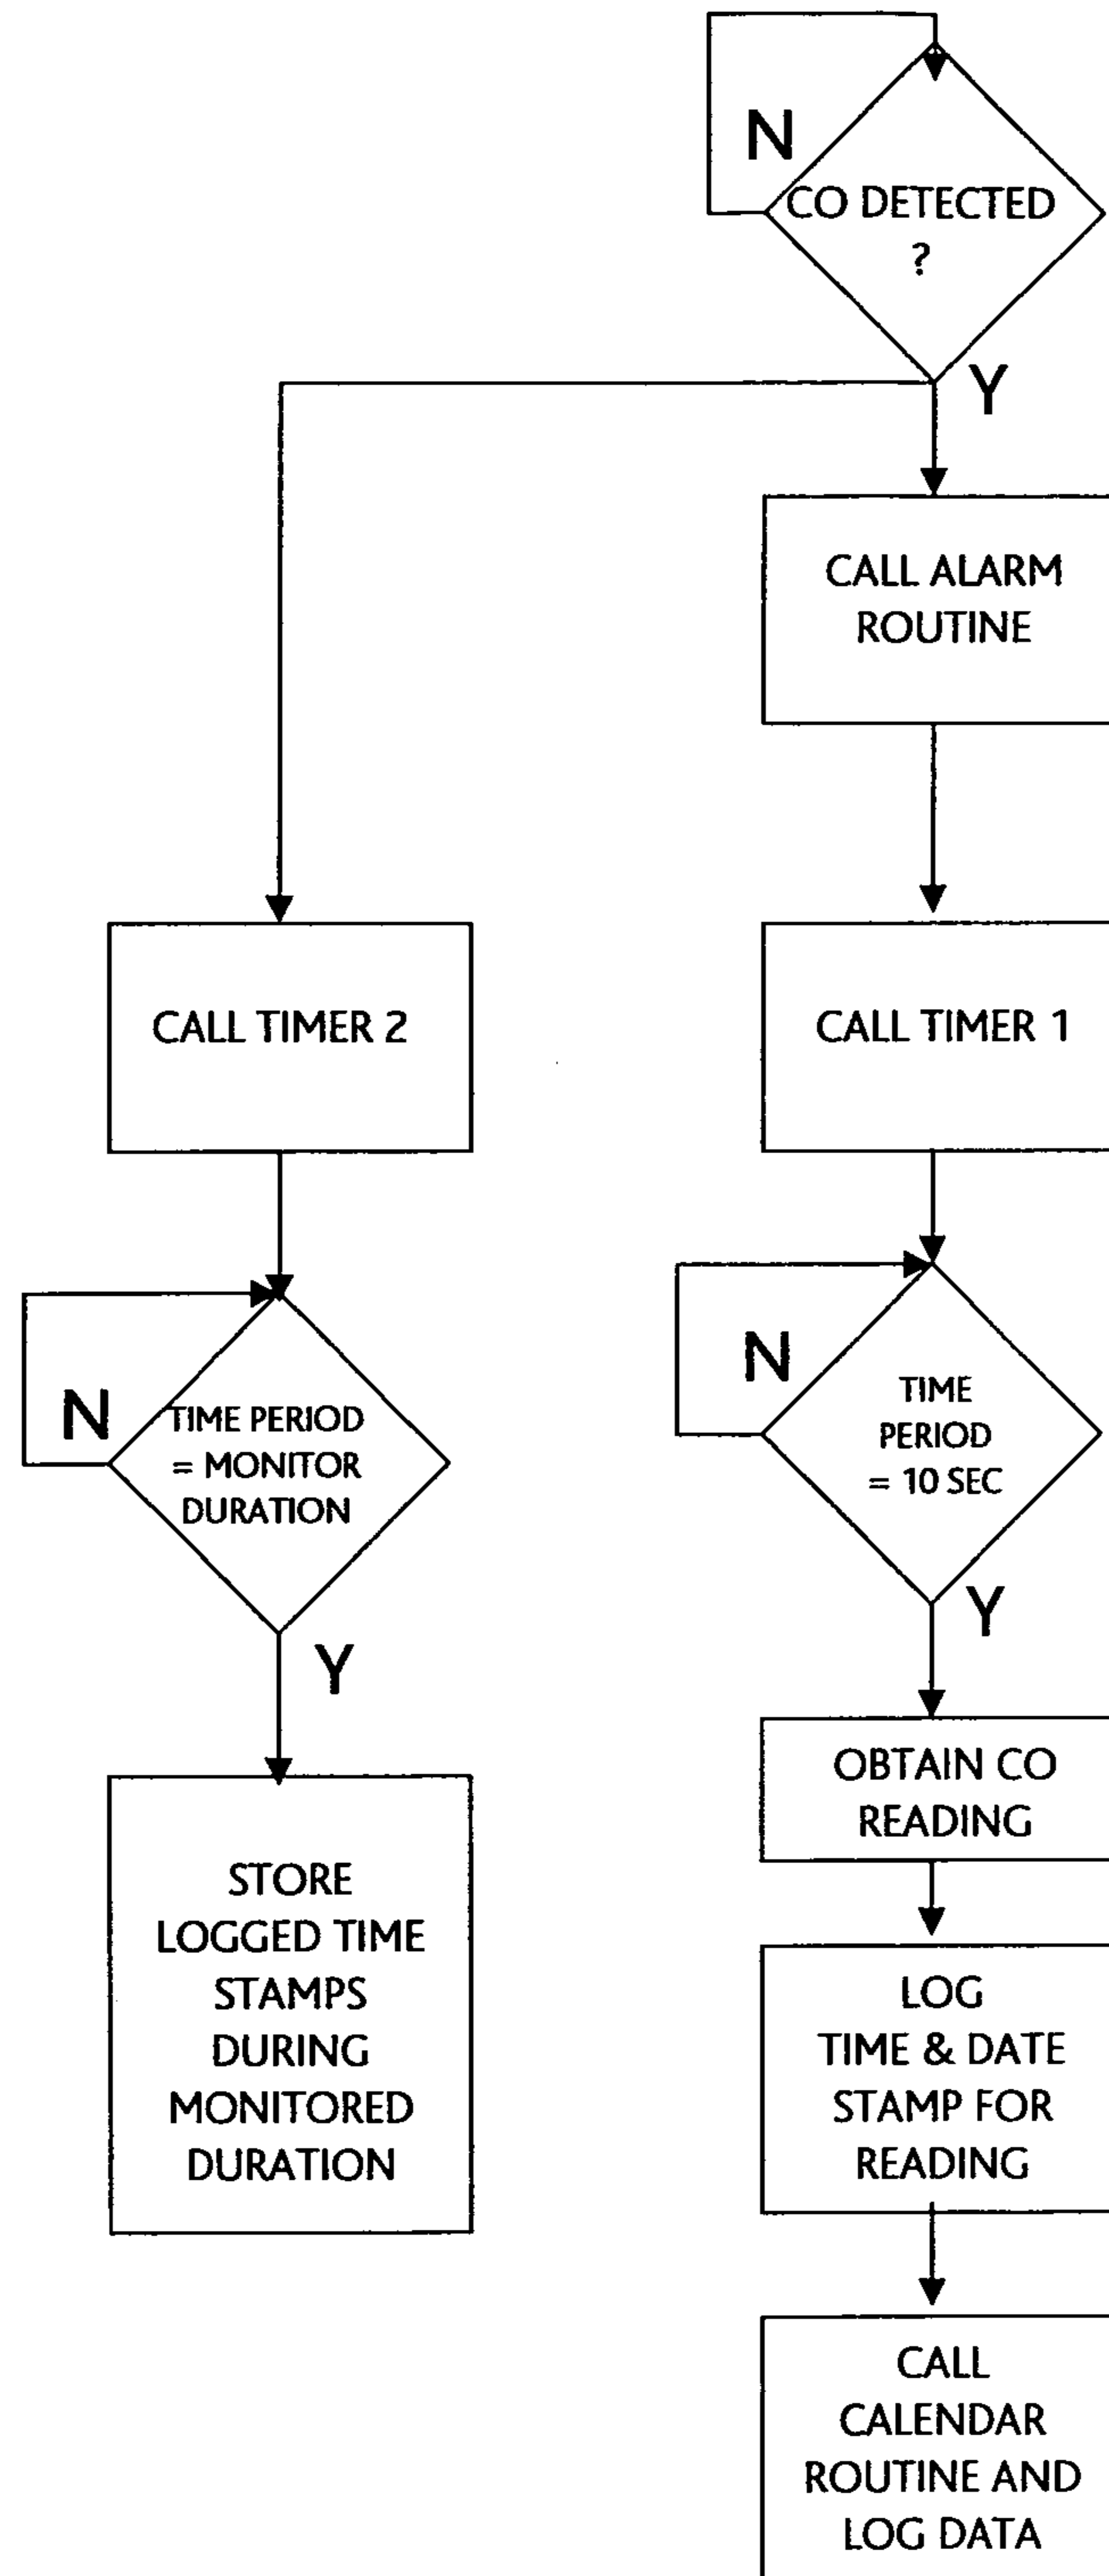 N
CO DETECTED
?
Y
CALL ALARM
ROUTINE
CALL TIMER 2
CALL TIMER 1
N
TIME PERIOD
= MONITOR
DURATION
Y
N
TIME
PERIOD
= 10 SEC
Y
STORE
LOGGED TIME
STAMPS
DURING
MONITORED
DURATION
OBTAIN CO
READING
LOG
TIME & DATE
STAMP FOR
READING
CALL
CALENDAR
ROUTINE AND
LOG DATA